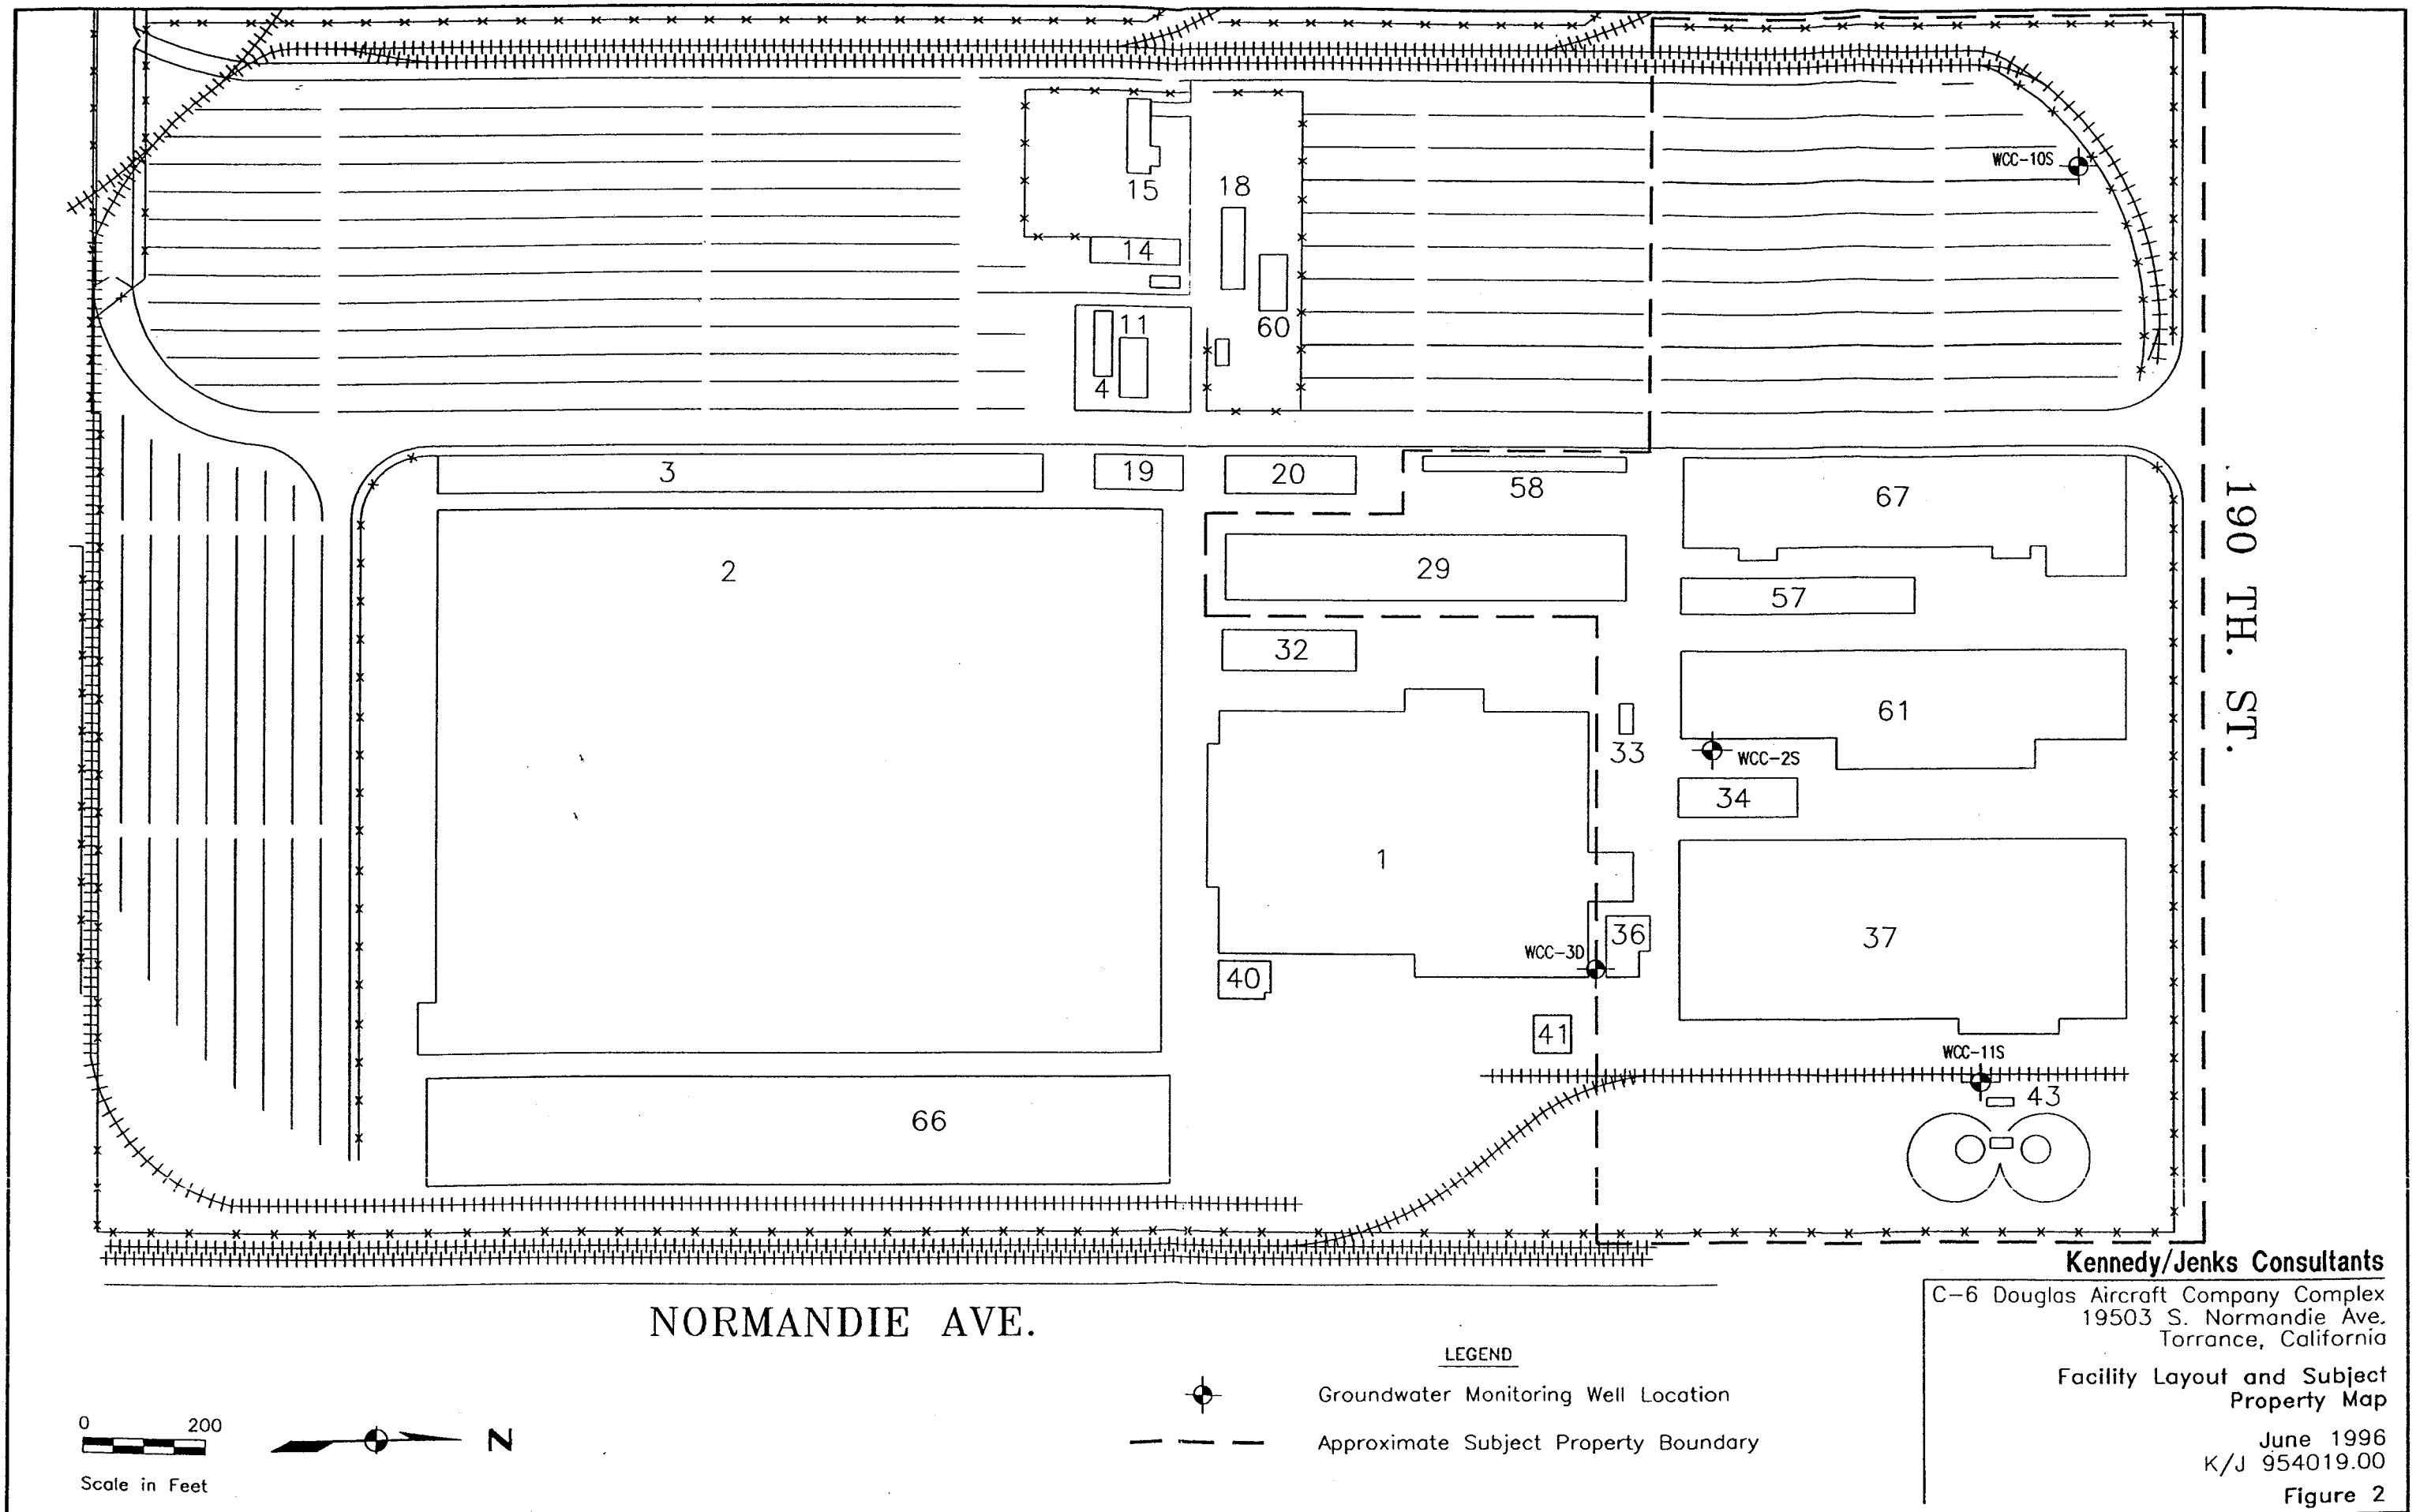 WCC-10S
15
18
14
11
60
4
3
19
20
58
67
190 TH. ST.
2
29
57
32
61
33
WCC-2S
34
1
36
37
WCC-3D
40
41
WCC-11S
43
66
NORMANDIE AVE.
Kennedy/Jenks Consultants
C-6 Douglas Aircraft Company Complex
19503 S. Normandie Ave.
Torrance, California
Facility Layout and Subject
Property Map
June 1996
K/J 954019.00
Figure 2
LEGEND
Groundwater Monitoring Well Location
Approximate Subject Property Boundary
0 200
Scale in Feet
N